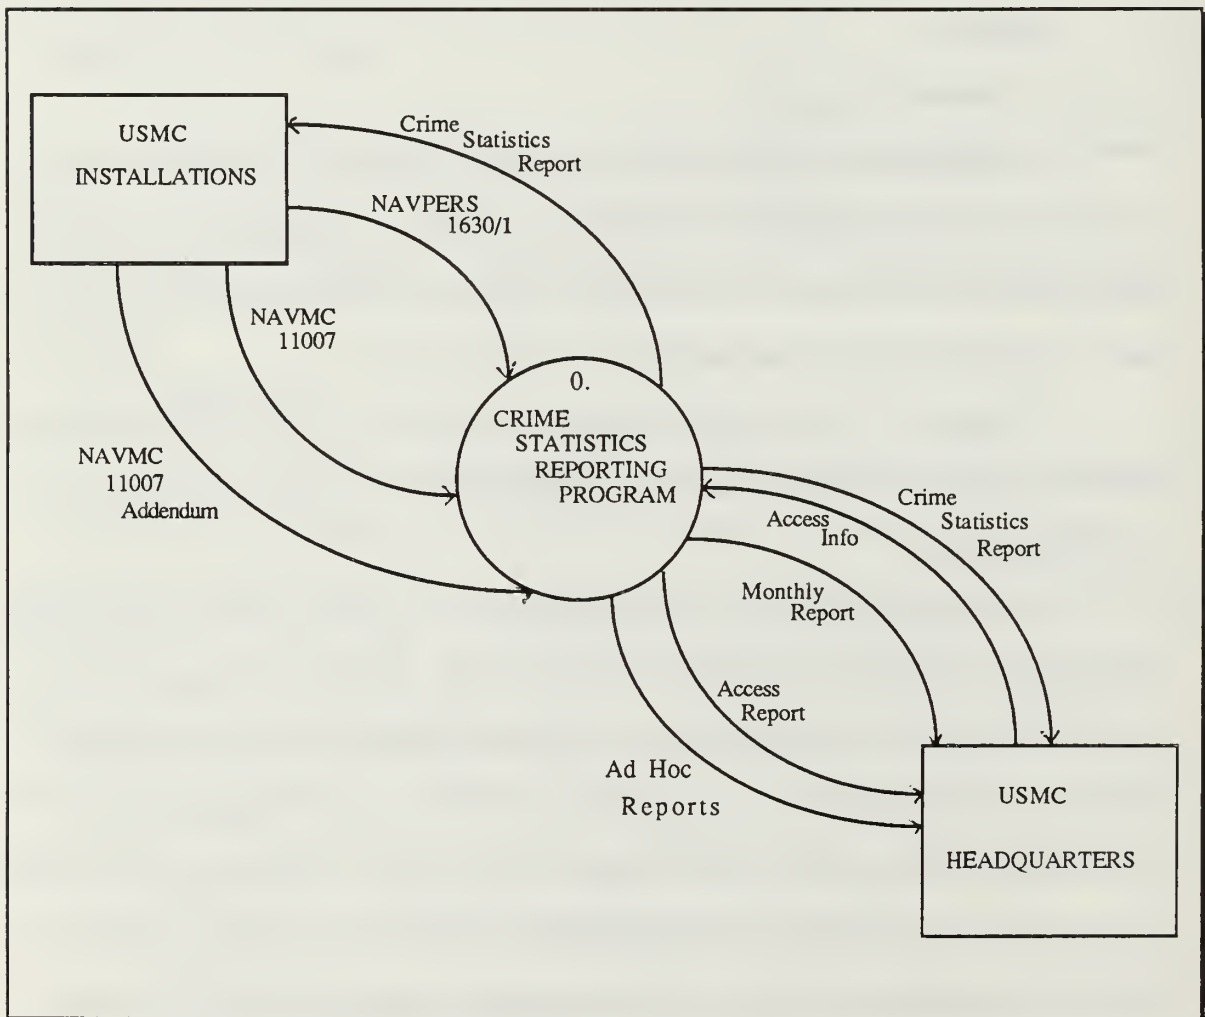 USMC
INSTALLATIONS
Crime
Statistics
Report
NAVPERS
1630/1
NAVMC
11007
NAVMC
11007
Addendum
0.
CRIME
STATISTICS
REPORTING
PROGRAM
Crime
Statistics
Report
Access
Info
Monthly
Report
Access
Report
Ad Hoc
Reports
USMC
HEADQUARTERS